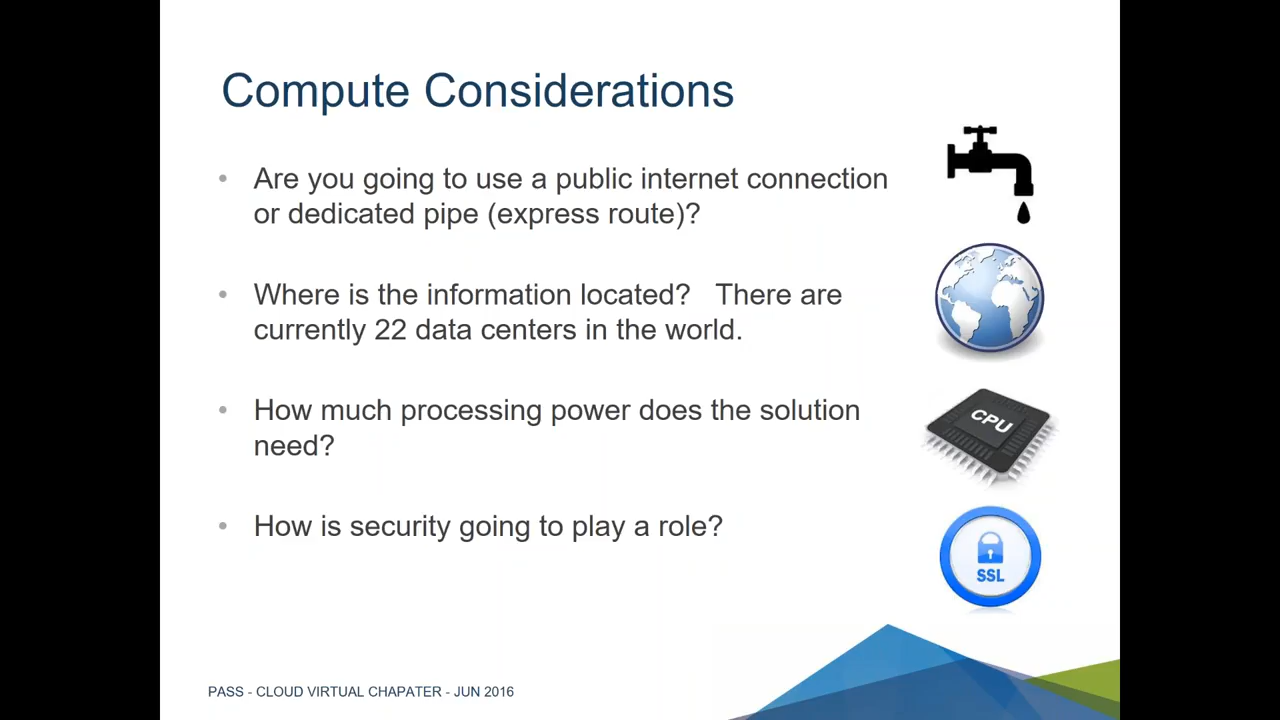 Compute Considerations
• Are you going to use a public internet connection
or dedicated pipe (express route)?
• Where is the information located?   There are
currently 22 data centers in the world.
• How much processing power does the solution
need?
CPU
• How is security going to play a role?
SSL
PASS - CLOUD VIRTUAL CHAPATER - JUN 2016